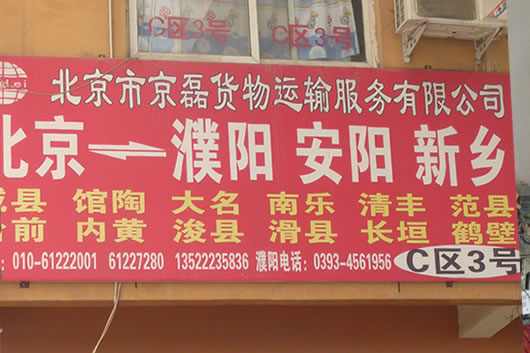 C区3号 C区3号
北京市京磊货物运输服务有限公司
北京 濮阳 安阳 新乡
县 馆陶 大名 南乐 清丰 范县
前 内黄 浚县 滑县 长垣 鹤壁
: 010-61222001 61227280 13522235836 濮阳电话: 0393-4561956 C区3号